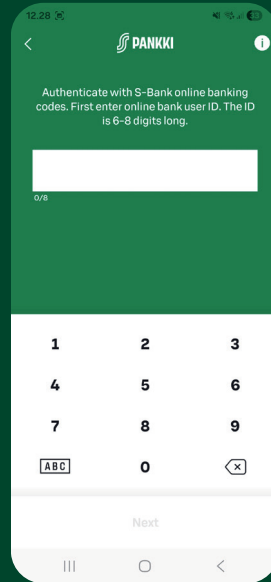 12.28
PANKKI
Authenticate with S-Bank online banking
codes. First enter online bank user ID. The ID
is 6-8 digits long.
0/8
1 2 3
4 5 6
7 8 9
ABC 0
Next